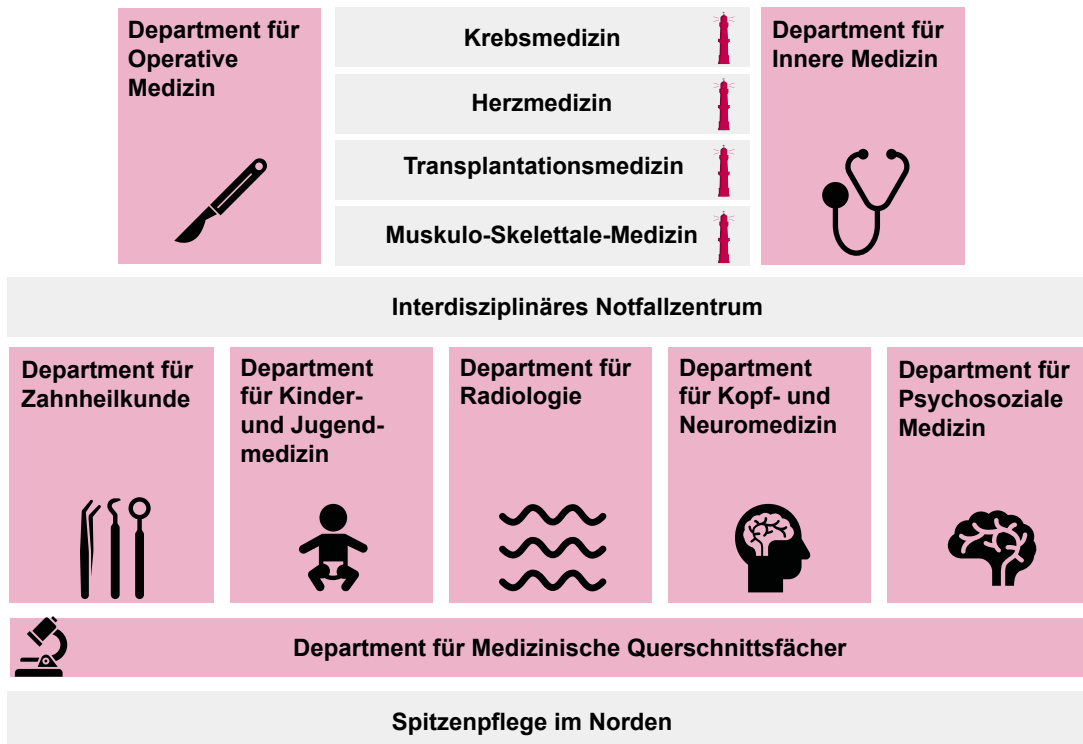 Department für
Operative
Medizin
Krebsmedizin
Herzmedizin
Transplantationsmedizin
Muskulo-Skelettale-Medizin
Department für
Innere Medizin
Interdisziplinäres Notfallzentrum
Department für
Zahnheilkunde
Department
für Kinder-
und Jugend-
medizin
Department für
Radiologie
Department
für Kopf- und
Neuromedizin
Department für
Psychosoziale
Medizin
Department für Medizinische Querschnittsfächer
Spitzenpflege im Norden